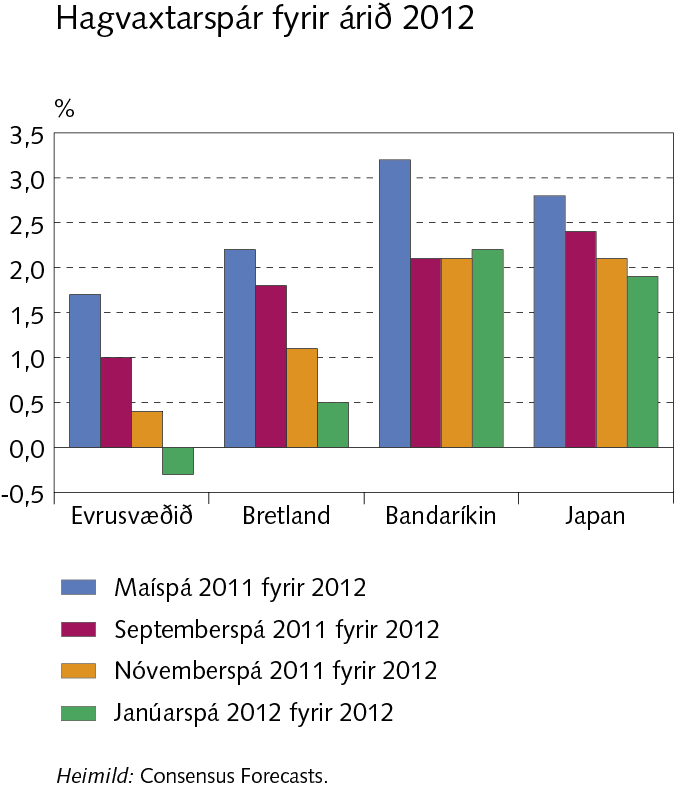 Hagvaxtarspár fyrir árið 2012
%
3,5
3,0
2,5
2,0
1,5
1,0
0,5
0,0
-0,5
Evrusvæðið Bretland Bandaríkin Japan
Maíspá 2011 fyrir 2012
Septemberspá 2011 fyrir 2012
Nóvemberspá 2011 fyrir 2012
Janúarspá 2012 fyrir 2012
Heimild: Consensus Forecasts.